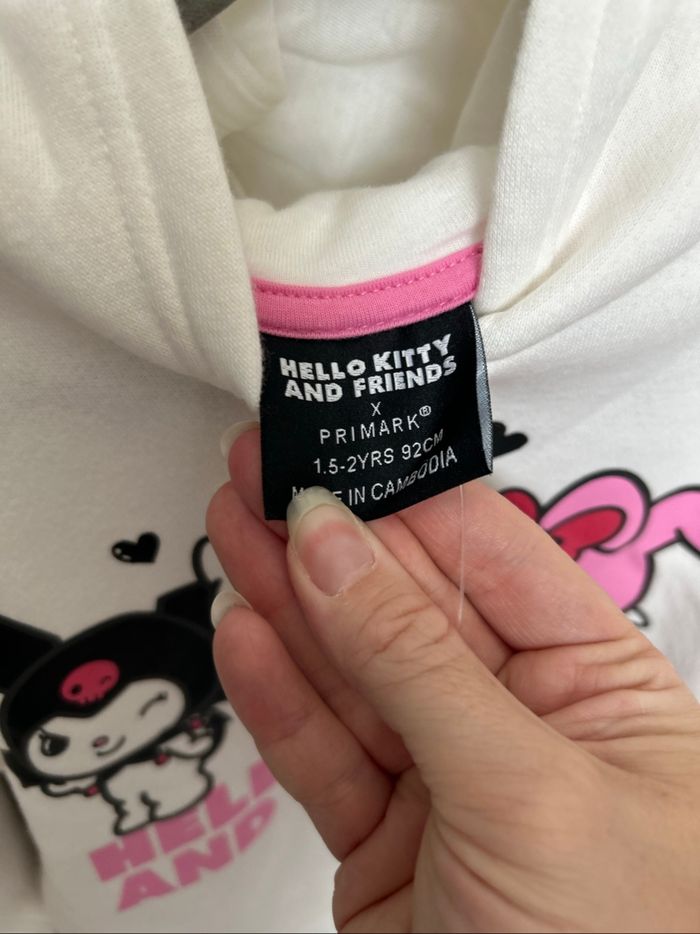 HELLO KITTY
AND FRIENDS
X
PRIMARK®
1.5-2YRS 92CM
IN CAMBODIA
AND